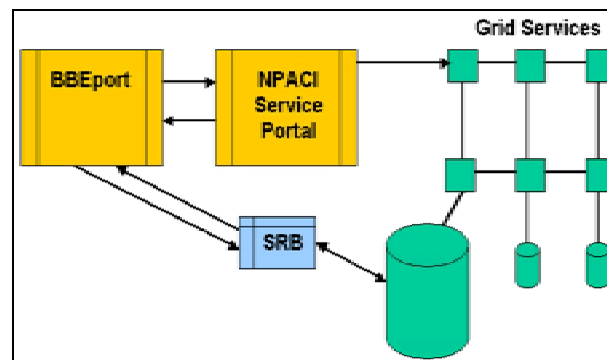 Grid Services
BBEport
NPACI
Service
Portal
SRB